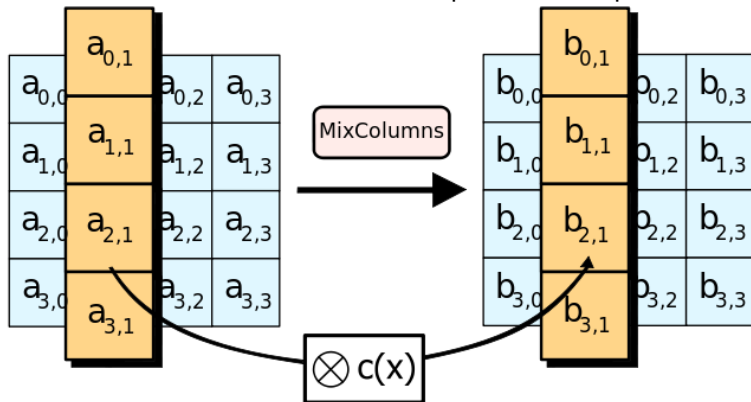 a0,0 a0,1 a0,2 a0,3
a1,0 a1,1 a1,2 a1,3
a2,0 a2,1 a2,2 a2,3
a3,0 a3,1 a3,2 a3,3
MixColumns
b0,0 b0,1 b0,2 b0,3
b1,0 b1,1 b1,2 b1,3
b2,0 b2,1 b2,2 b2,3
b3,0 b3,1 b3,2 b3,3
⊗ c(x)